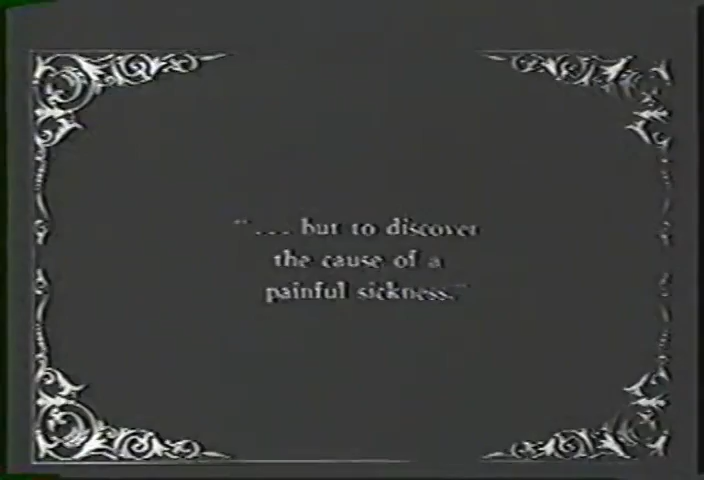 "... but to discover
the cause of a
painful sickness."